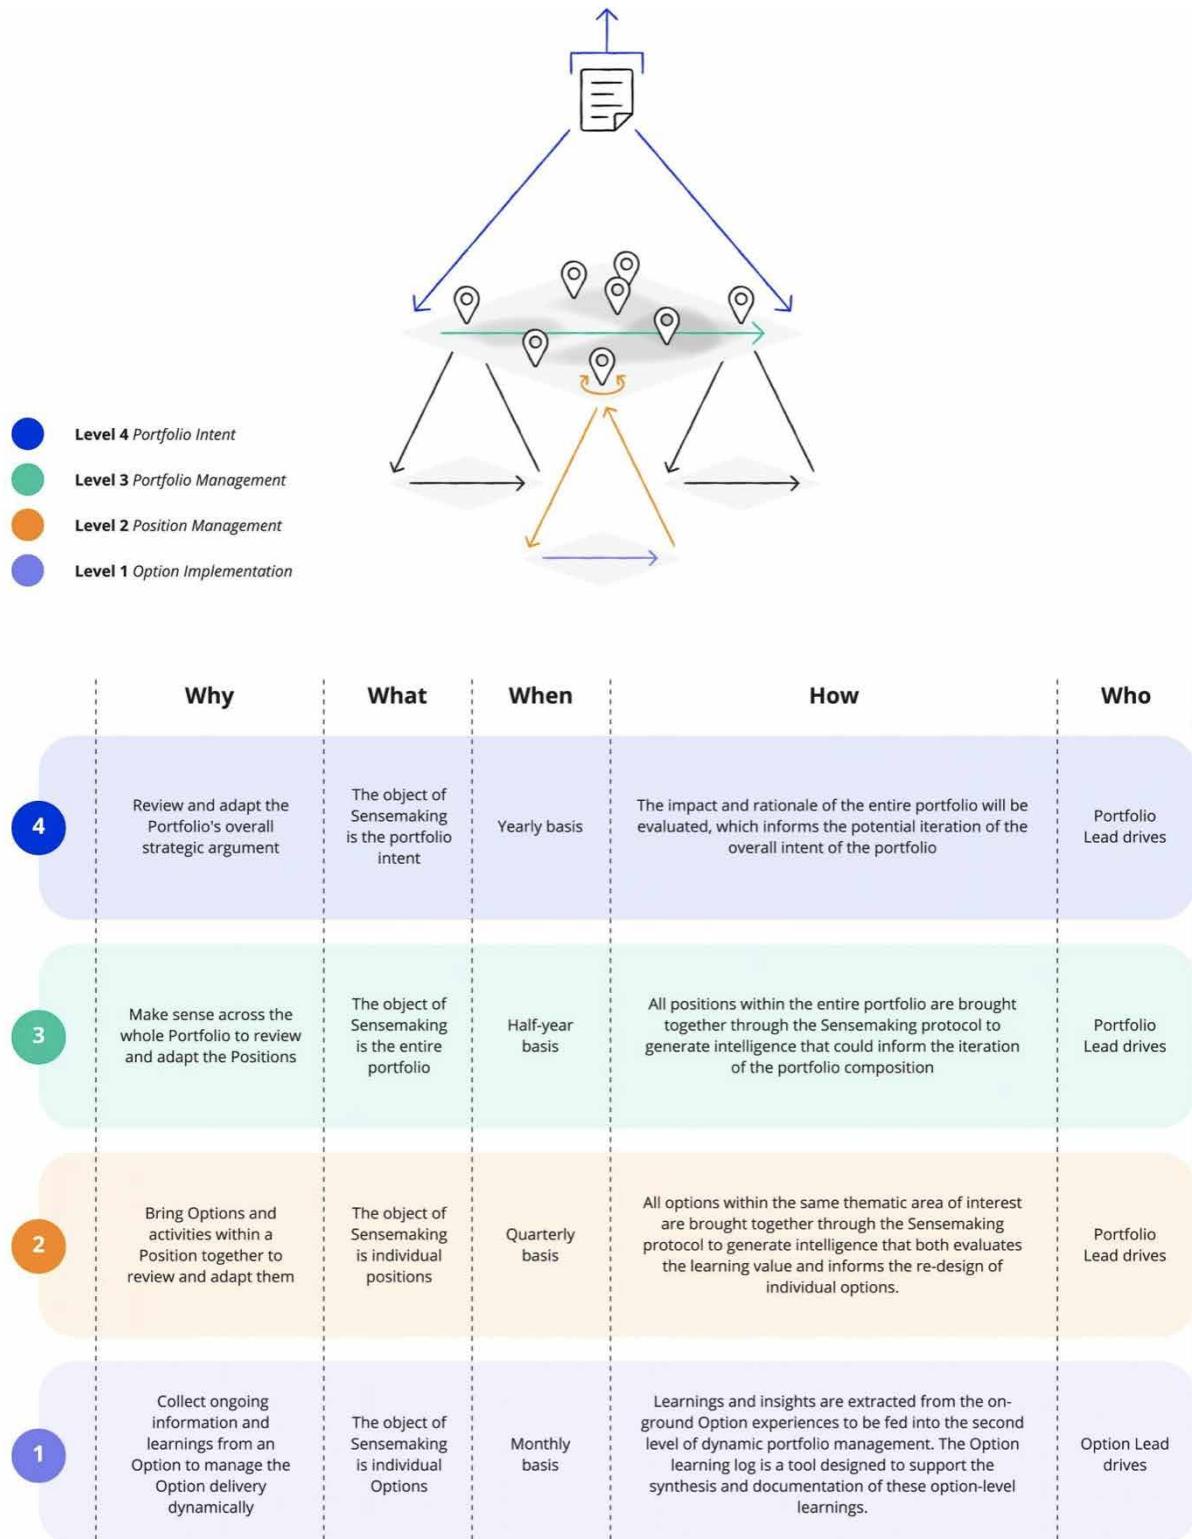 Level 4 Portfolio Intent
Level 3 Portfolio Management
Level 2 Position Management
Level 1 Option Implementation
Why
What
When
How
Who
4
Review and adapt the
Portfolio's overall
strategic argument
The object of
Sensemaking
is the portfolio
intent
Yearly basis
The impact and rationale of the entire portfolio will be
evaluated, which informs the potential iteration of the
overall intent of the portfolio
Portfolio
Lead drives
3
Make sense across the
whole Portfolio to review
and adapt the Positions
The object of
Sensemaking
is the entire
portfolio
Half-year
basis
All positions within the entire portfolio are brought
together through the Sensemaking protocol to
generate intelligence that could inform the iteration
of the portfolio composition
Portfolio
Lead drives
2
Bring Options and
activities within a
Position together to
review and adapt them
The object of
Sensemaking
is individual
positions
Quarterly
basis
All options within the same thematic area of interest
are brought together through the Sensemaking
protocol to generate intelligence that both evaluates
the learning value and informs the re-design of
individual options.
Portfolio
Lead drives
1
Collect ongoing
information and
learnings from an
Option to manage the
Option delivery
dynamically
The object of
Sensemaking
is individual
Options
Monthly
basis
Learnings and insights are extracted from the on-
ground Option experiences to be fed into the second
level of dynamic portfolio management. The Option
learning log is a tool designed to support the
synthesis and documentation of these option-level
learnings.
Option Lead
drives